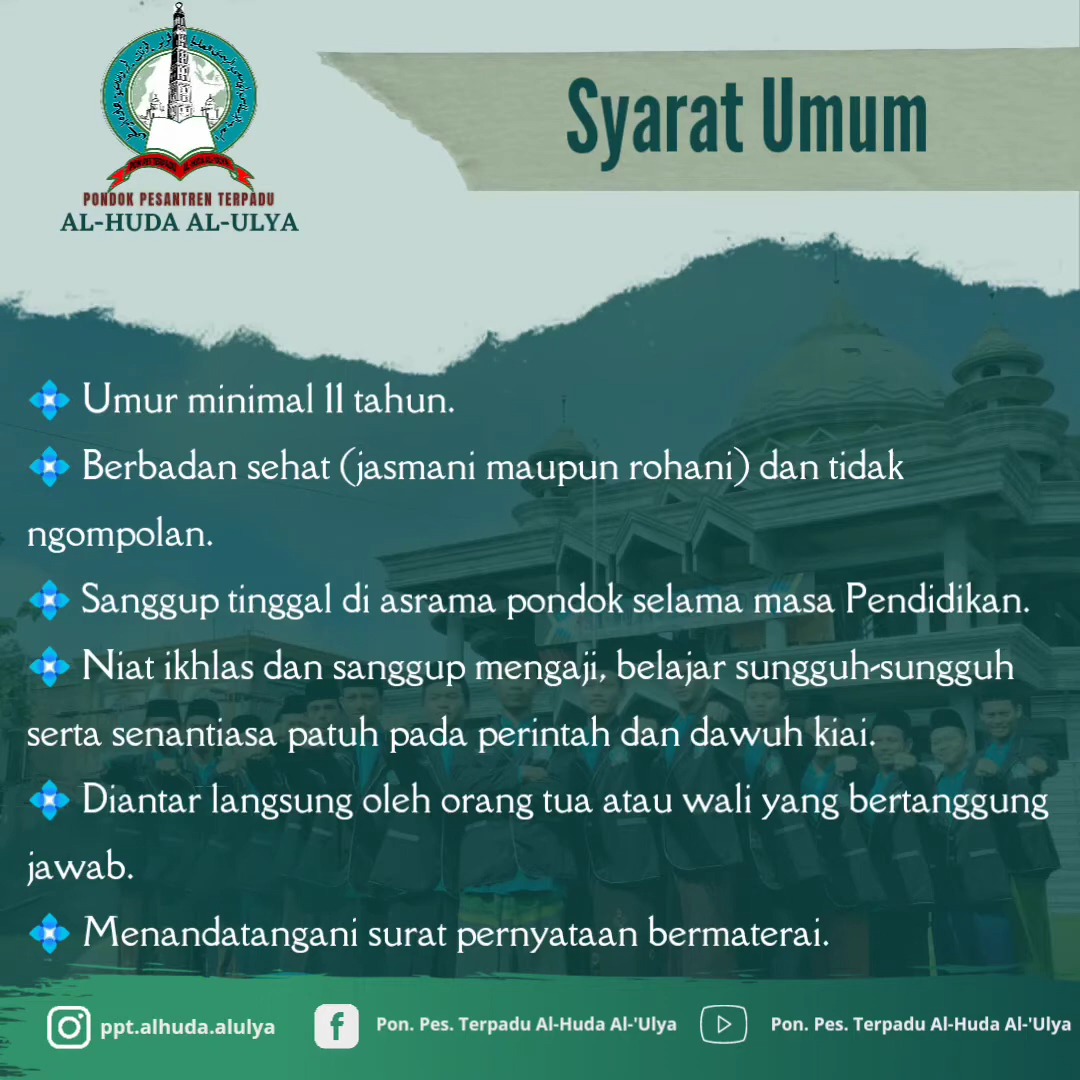 Syarat Umum
PONDOK PESANTREN TERPADU
AL-HUDA AL-ULYA
Umur minimal 11 tahun.
Berbadan sehat (jasmani maupun rohani) dan tidak
ngompolan.
Sanggup tinggal di asrama pondok selama masa Pendidikan.
Niat ikhlas dan sanggup mengaji, belajar sungguh-sungguh
serta senantiasa patuh pada perintah dan dawuh kiai.
Diantar langsung oleh orang tua atau wali yang bertanggung
jawab.
Menandatangani surat pernyataan bermaterai.
ppt.alhuda.alulya
Pon. Pes. Terpadu Al-Huda Al-'Ulya
Pon. Pes. Terpadu Al-Huda Al-'Ulya